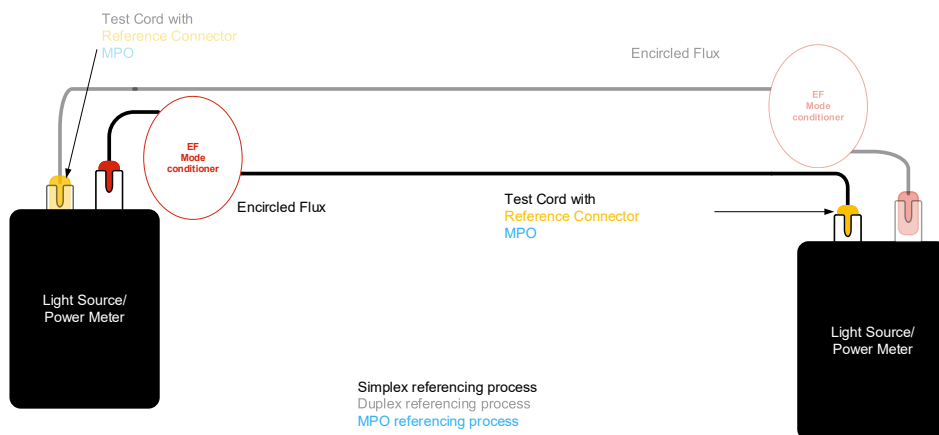 Test Cord with
Reference Connector
MPO
Encircled Flux
EF
Mode
conditioner
EF
Mode
conditioner
Encircled Flux
Test Cord with
Reference Connector
MPO
Light Source/
Power Meter
Light Source/
Power Meter
Simplex referencing process
Duplex referencing process
MPO referencing process